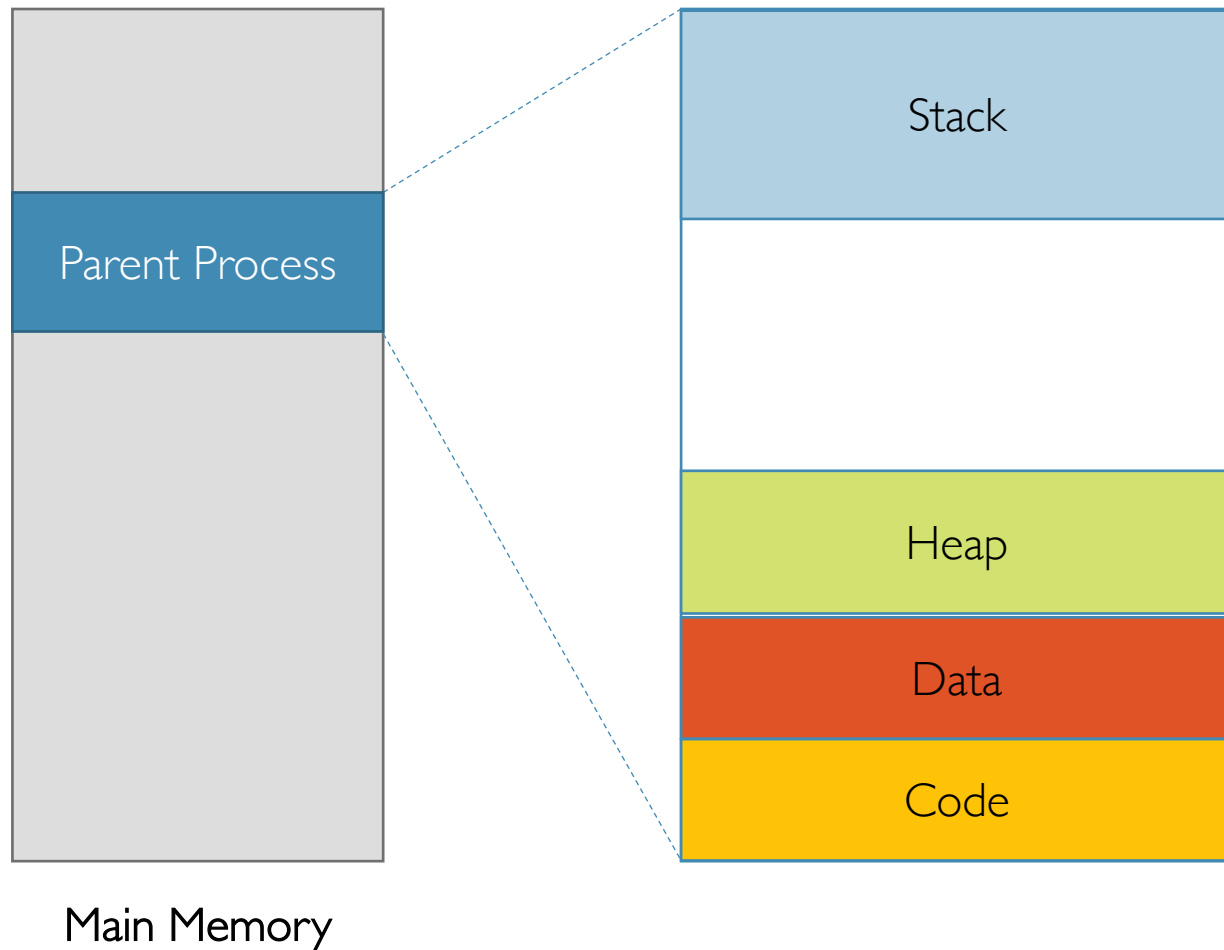 Stack
Parent Process
Heap
Data
Code
Main Memory